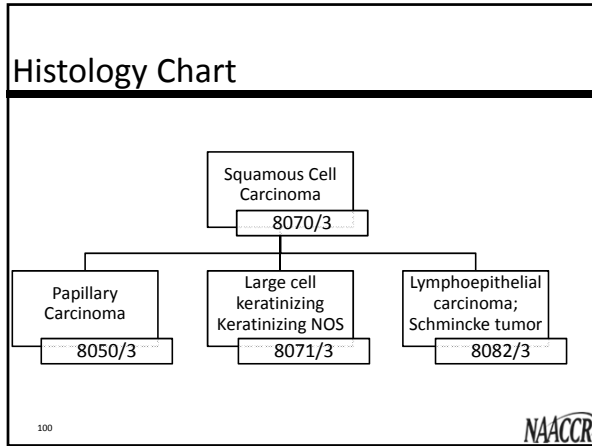 Histology Chart
Squamous Cell
Carcinoma
8070/3
Papillary
Carcinoma
8050/3
Large cell
keratinizing
Keratinizing NOS
8071/3
Lymphoepithelial
carcinoma;
Schmincke tumor
8082/3
100
NAACCR